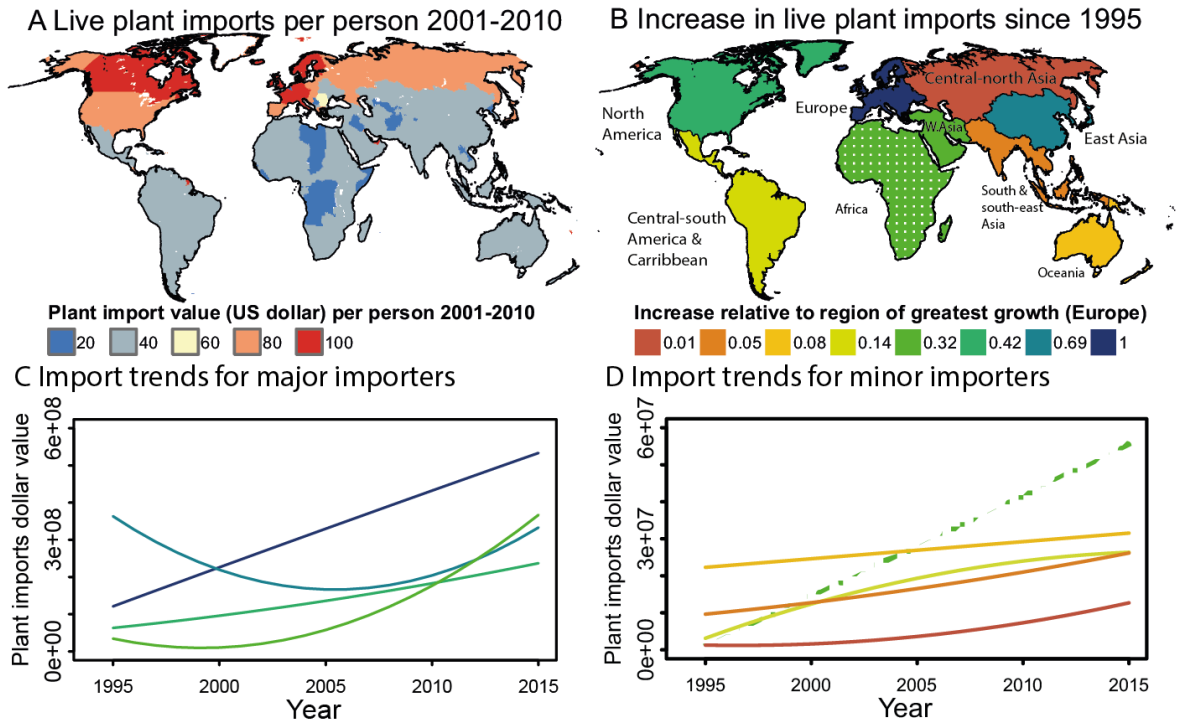 A Live plant imports per person 2001-2010
Plant import value (US dollar) per person 2001-2010
20 40 60 80 100
B Increase in live plant imports since 1995
Central-north Asia
North
America
Europe
W.Asia
East Asia
Africa
South &
south-east
Asia
Central-south
America &
Carribbean
Oceania
Increase relative to region of greatest growth (Europe)
0.01 0.05 0.08 0.14 0.32 0.42 0.69 1
C Import trends for major importers
Plant imports dollar value
6e+08
3e+08
0e+00
1995 2000 2005 2010 2015
Year
D Import trends for minor importers
Plant imports dollar value
6e+07
3e+07
0e+00
1995 2000 2005 2010 2015
Year